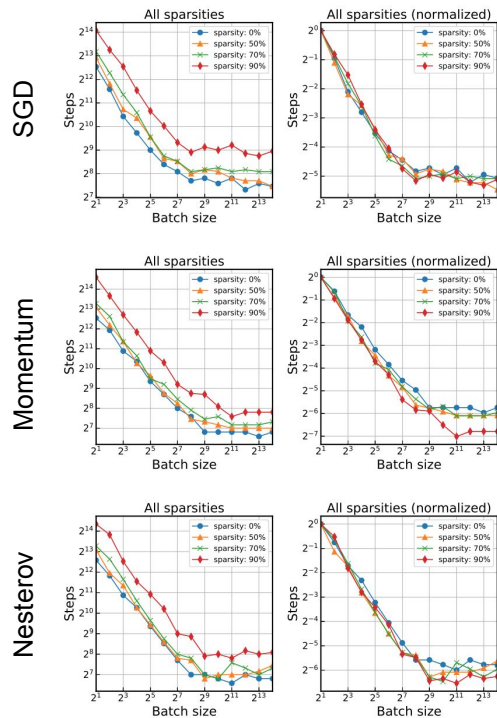 SGD
All sparsities
Steps
2^14
2^13
2^12
2^11
2^10
2^9
2^8
2^7
sparsity: 0%
sparsity: 50%
sparsity: 70%
sparsity: 90%
2^1 2^3 2^5 2^7 2^9 2^11 2^13
Batch size
All sparsities (normalized)
Steps
2^0
2^-1
2^-2
2^-3
2^-4
2^-5
sparsity: 0%
sparsity: 50%
sparsity: 70%
sparsity: 90%
2^1 2^3 2^5 2^7 2^9 2^11 2^13
Batch size
Momentum
All sparsities
Steps
2^14
2^13
2^12
2^11
2^10
2^9
2^8
2^7
sparsity: 0%
sparsity: 50%
sparsity: 70%
sparsity: 90%
2^1 2^3 2^5 2^7 2^9 2^11 2^13
Batch size
All sparsities (normalized)
Steps
2^0
2^-1
2^-2
2^-3
2^-4
2^-5
2^-6
2^-7
sparsity: 0%
sparsity: 50%
sparsity: 70%
sparsity: 90%
2^1 2^3 2^5 2^7 2^9 2^11 2^13
Batch size
Nesterov
All sparsities
Steps
2^14
2^13
2^12
2^11
2^10
2^9
2^8
2^7
sparsity: 0%
sparsity: 50%
sparsity: 70%
sparsity: 90%
2^1 2^3 2^5 2^7 2^9 2^11 2^13
Batch size
All sparsities (normalized)
Steps
2^0
2^-1
2^-2
2^-3
2^-4
2^-5
2^-6
sparsity: 0%
sparsity: 50%
sparsity: 70%
sparsity: 90%
2^1 2^3 2^5 2^7 2^9 2^11 2^13
Batch size